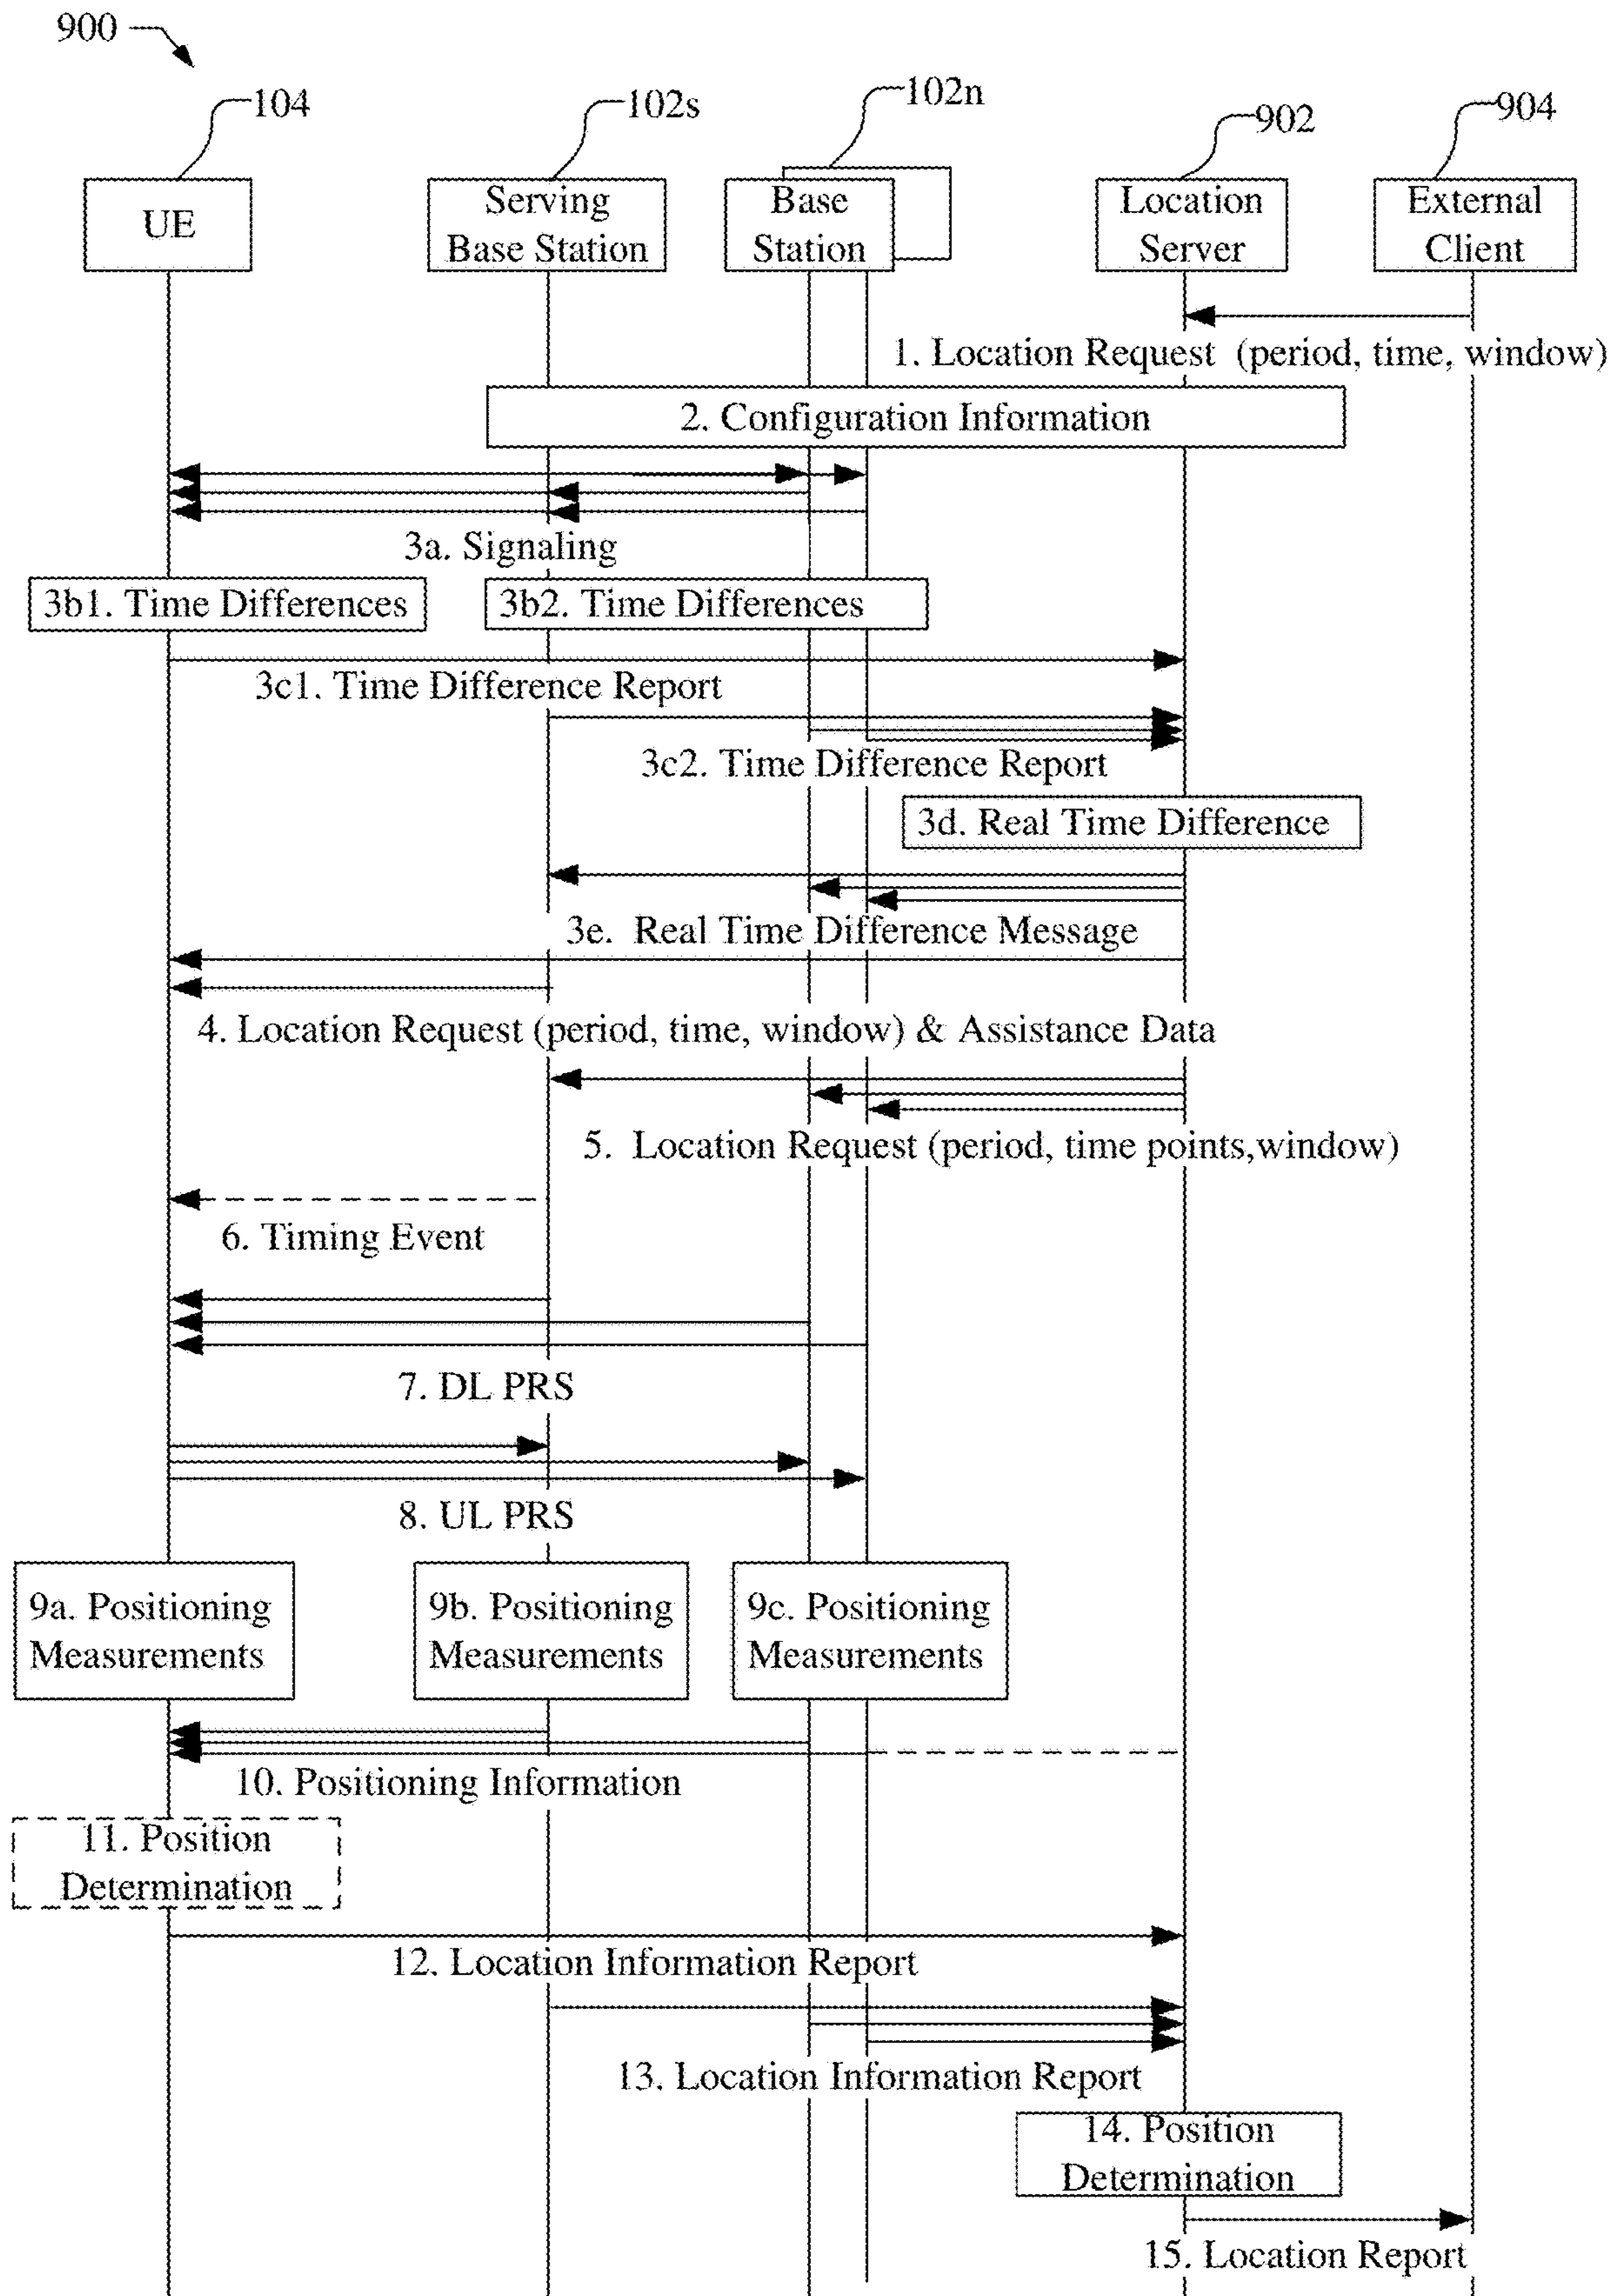 900
104
102s
102n
902
904
UE
Serving
Base Station
Base
Station
Location
Server
External
Client
1. Location Request (period, time, window)
2. Configuration Information
3a. Signaling
3b1. Time Differences
3b2. Time Differences
3c1. Time Difference Report
3c2. Time Difference Report
3d. Real Time Difference
3e. Real Time Difference Message
4. Location Request (period, time, window) & Assistance Data
5. Location Request (period, time points,window)
6. Timing Event
7. DL PRS
8. UL PRS
9a. Positioning
Measurements
9b. Positioning
Measurements
9c. Positioning
Measurements
10. Positioning Information
11. Position
Determination
12. Location Information Report
13. Location Information Report
14. Position
Determination
15. Location Report